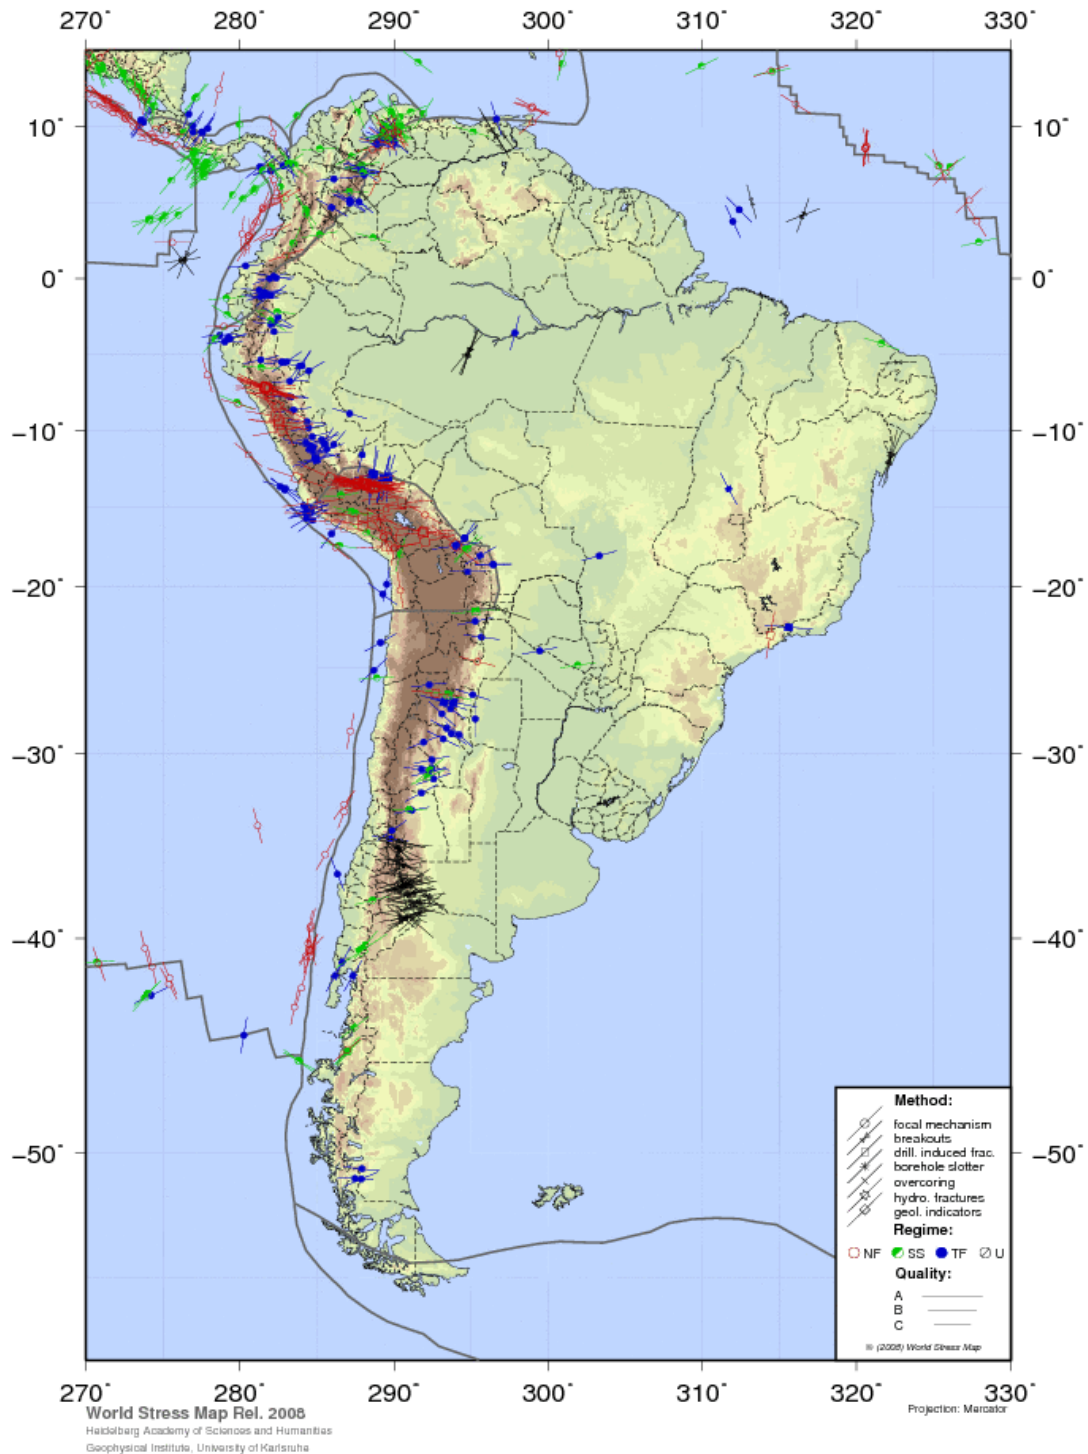 270° 280° 290° 300° 310° 320° 330°
10° 10°
0° 0°
−10° −10°
−20° −20°
−30° −30°
−40° −40°
−50° −50°
Method:
focal mechanism
breakouts
drill. induced frac.
borehole slotter
overcoring
hydro. fractures
geol. indicators
Regime:
NF SS TF U
Quality:
A
B
C
© (2008) World Stress Map
270° 280° 290° 300° 310° 320° 330°
World Stress Map Rel. 2008
Projection: Mercator
Heidelberg Academy of Sciences and Humanities
Geophysical Institute, University of Karlsruhe